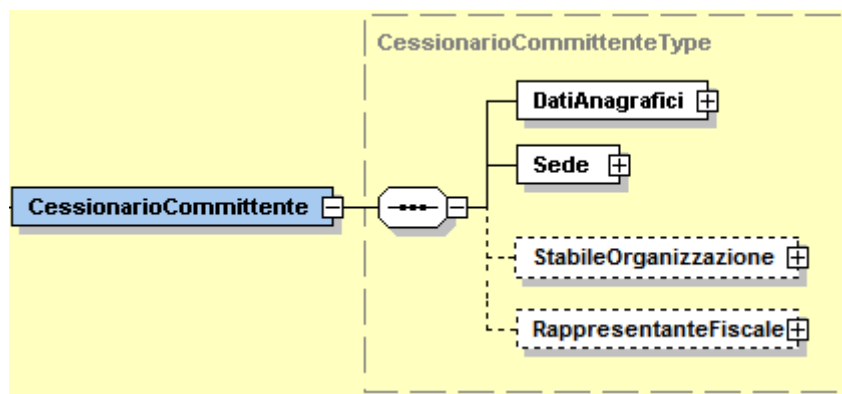 CessionarioCommittenteType
DatiAnagrafici
Sede
CessionarioCommittente
StabileOrganizzazione
RappresentanteFiscale